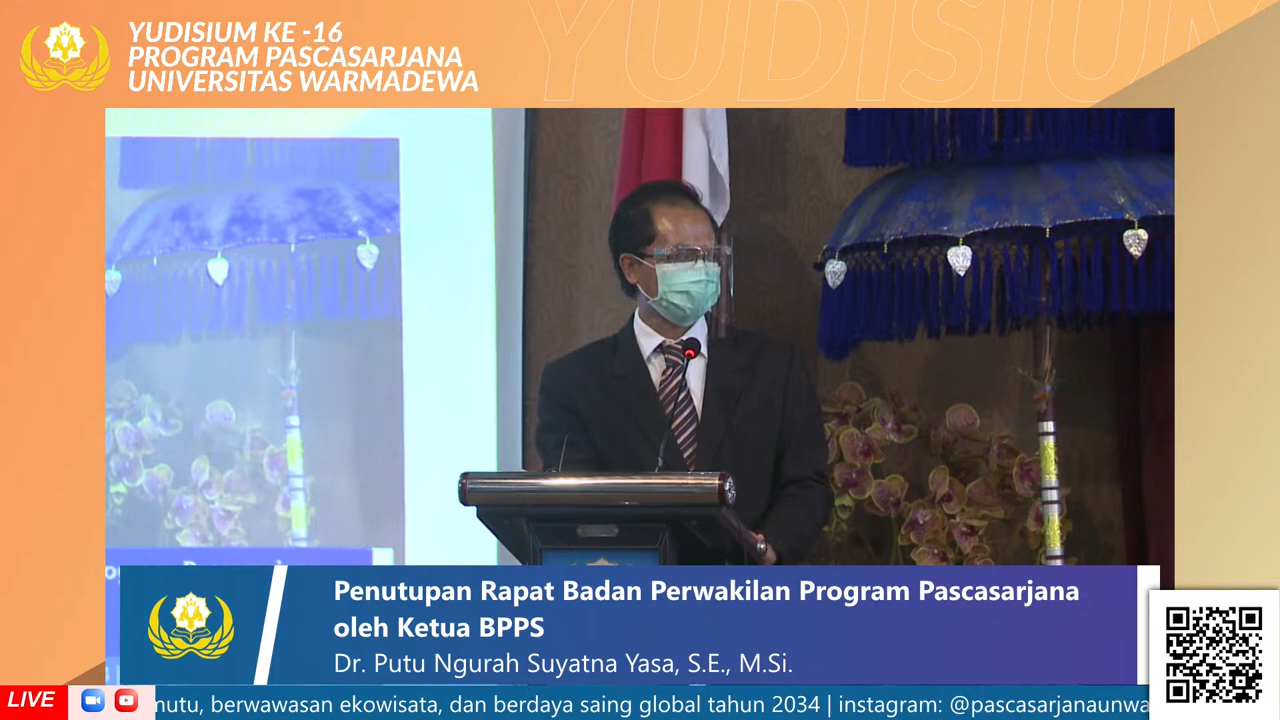 YUDISIUM
YUDISIUM KE -16
PROGRAM PASCASARJANA
UNIVERSITAS WARMADEWA
Penutupan Rapat Badan Perwakilan Program Pascasarjana
oleh Ketua BPPS
Dr. Putu Ngurah Suyatna Yasa, S.E., M.Si.
LIVE
mutu, berwawasan ekowisata, dan berdaya saing global tahun 2034 | instagram: @pascasarjanaunwa